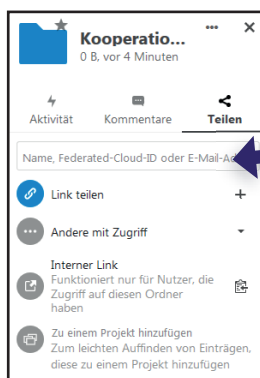 Kooperatio...
0 B, vor 4 Minuten
Aktivität Kommentare Teilen
Name, Federated-Cloud-ID oder E-Mail-Ad
Link teilen
Andere mit Zugriff
Interner Link
Funktioniert nur für Nutzer, die
Zugriff auf diesen Ordner
haben
Zu einem Projekt hinzufügen
Zum leichten Auffinden von Einträgen,
diese zu einem Projekt hinzufügen